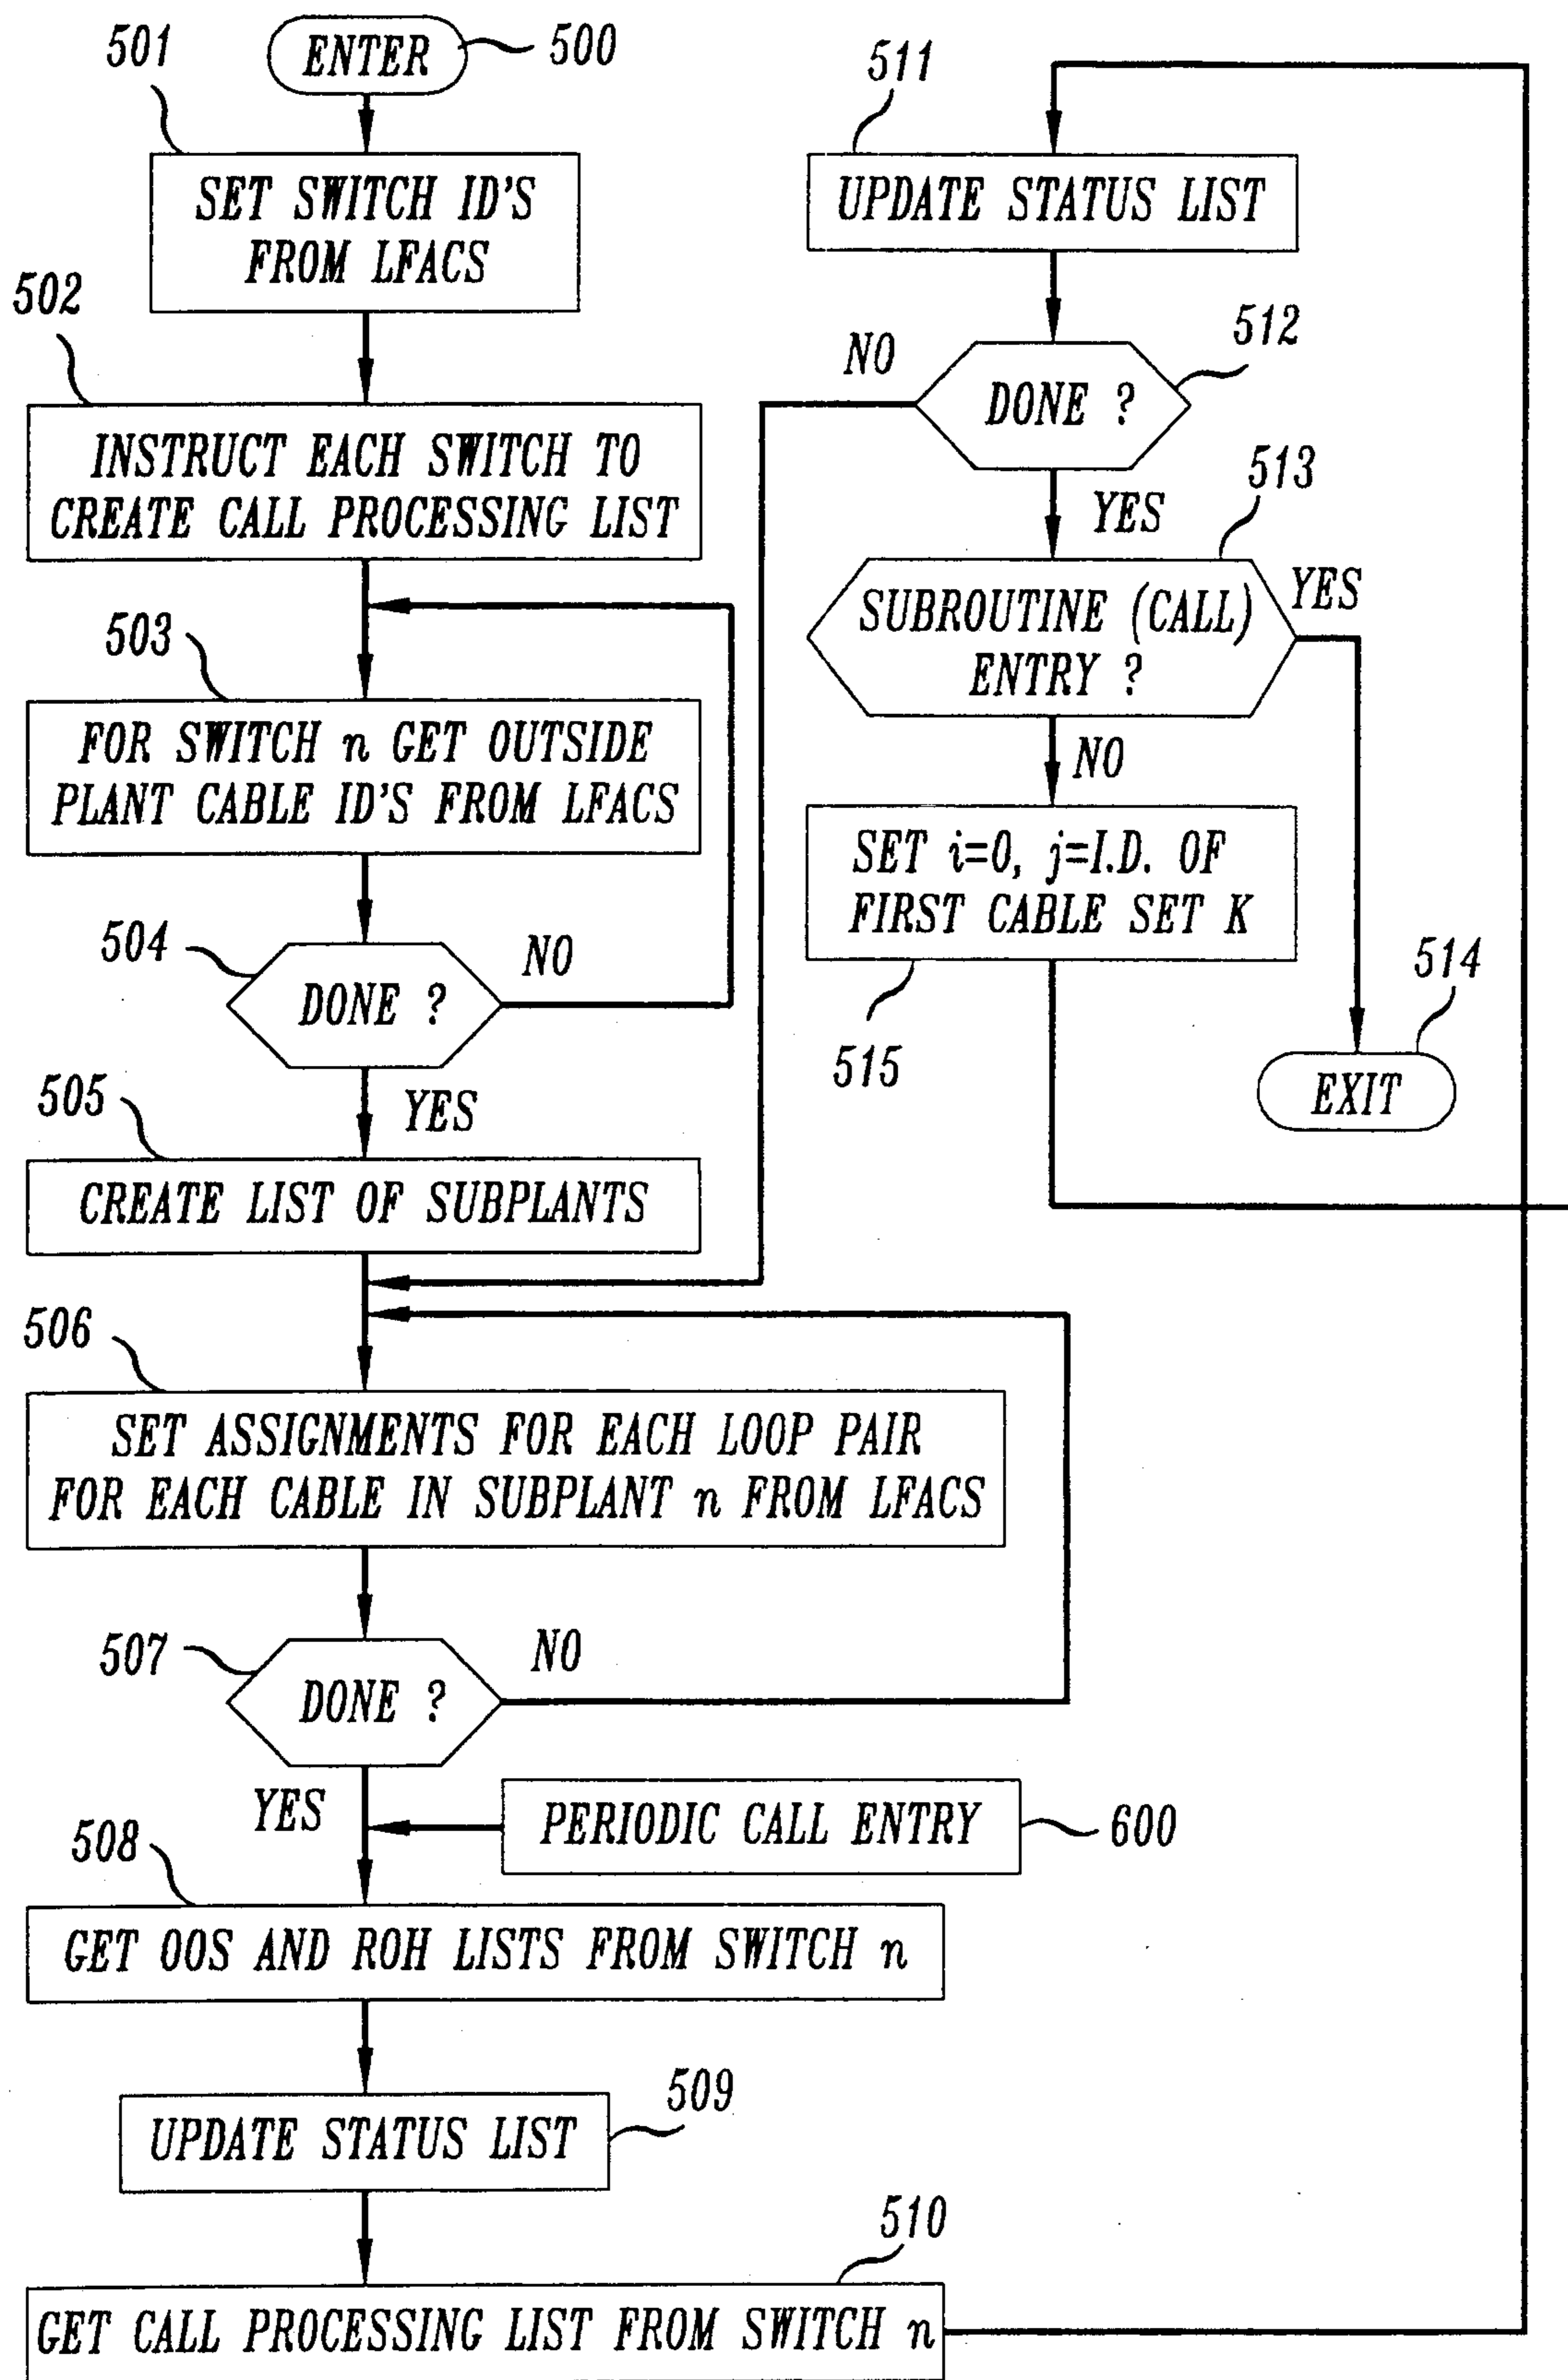 501
ENTER
500
SET SWITCH ID'S
FROM LFACS
502
INSTRUCT EACH SWITCH TO
CREATE CALL PROCESSING LIST
503
FOR SWITCH n GET OUTSIDE
PLANT CABLE ID'S FROM LFACS
504
DONE ?
NO
YES
505
CREATE LIST OF SUBPLANTS
506
SET ASSIGNMENTS FOR EACH LOOP PAIR
FOR EACH CABLE IN SUBPLANT n FROM LFACS
507
DONE ?
NO
YES
PERIODIC CALL ENTRY
600
508
GET OOS AND ROH LISTS FROM SWITCH n
509
UPDATE STATUS LIST
510
GET CALL PROCESSING LIST FROM SWITCH n
511
UPDATE STATUS LIST
512
NO
DONE ?
YES
513
SUBROUTINE (CALL)
ENTRY ?
YES
NO
SET i=0, j=I.D. OF
FIRST CABLE SET K
515
514
EXIT